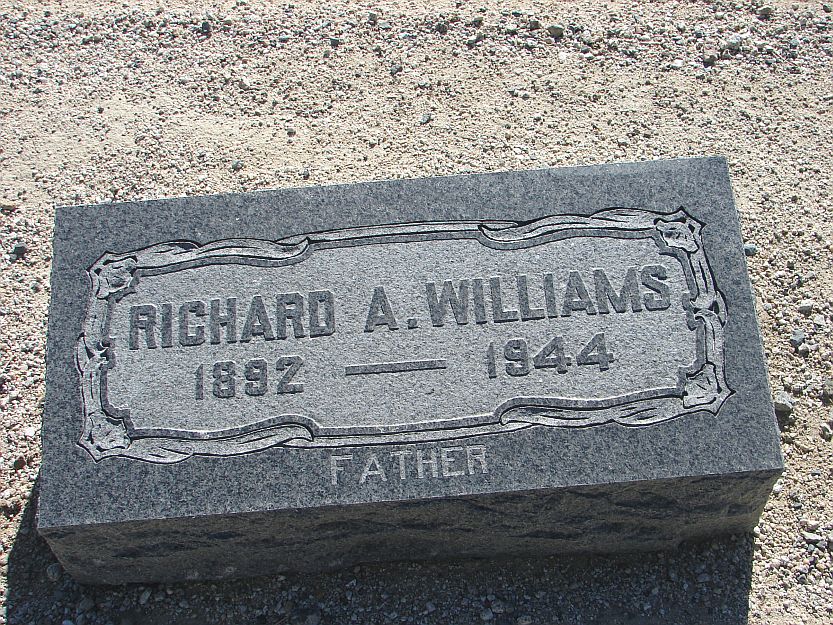 RICHARD A. WILLIAMS
1892 — 1944
FATHER